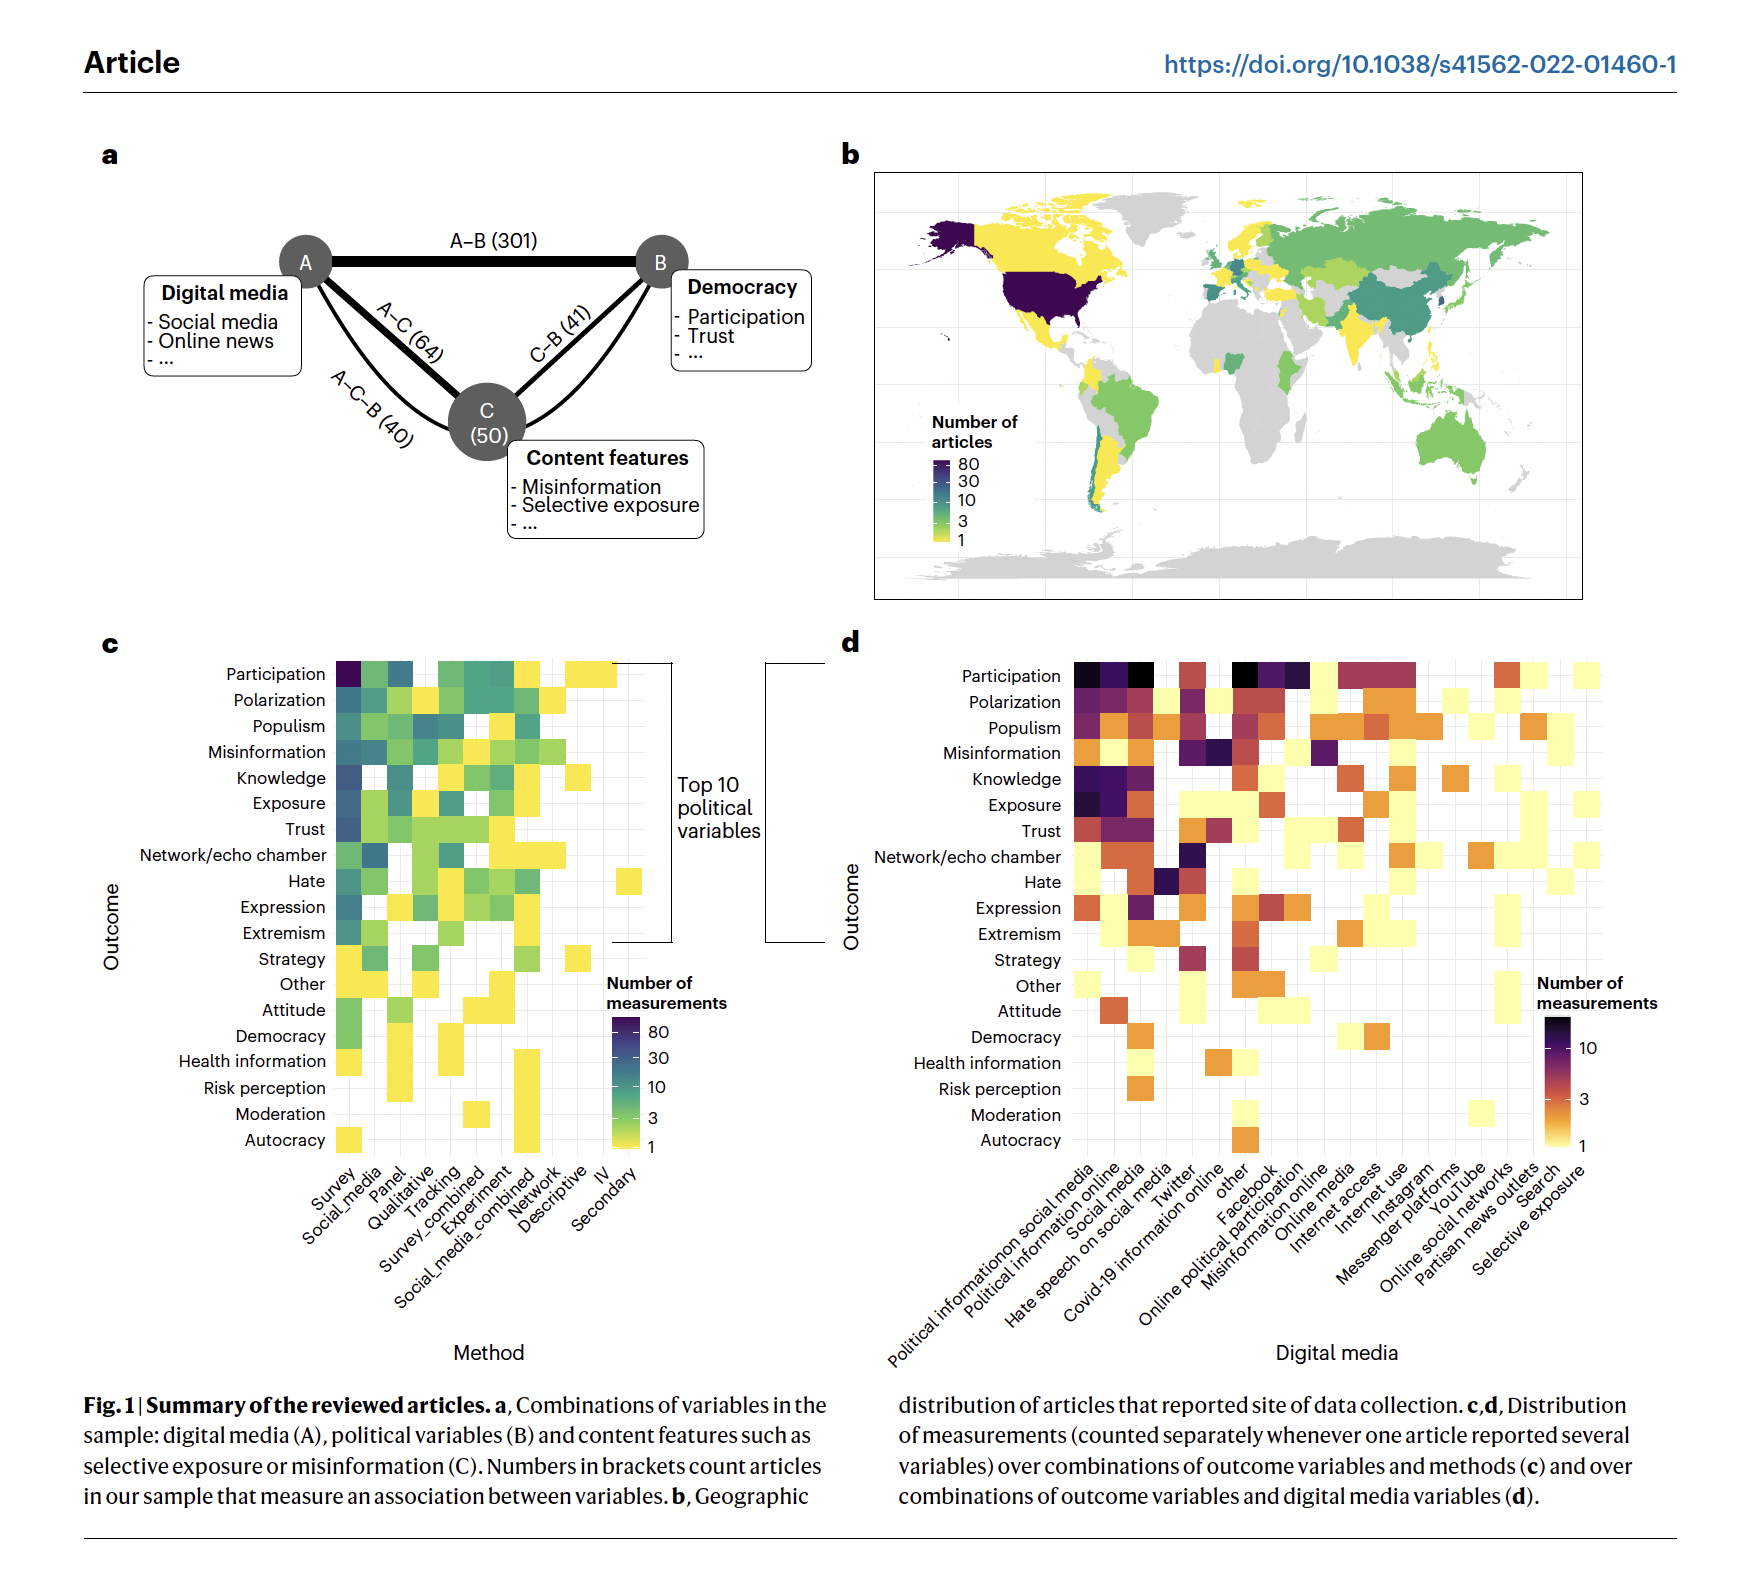 Article
https://doi.org/10.1038/s41562-022-01460-1
a
A–B (301)
A
B
Digital media
- Social media
- Online news
- ...
Democracy
- Participation
- Trust
- ...
A–C (64)
C–B (41)
A–C–B (40)
C
(50)
Content features
- Misinformation
- Selective exposure
- ...
b
Number of
articles
80
30
10
3
1
c
Participation
Polarization
Populism
Misinformation
Knowledge
Exposure
Trust
Network/echo chamber
Hate
Expression
Extremism
Strategy
Other
Attitude
Democracy
Health information
Risk perception
Moderation
Autocracy
Outcome
Top 10
political
variables
Number of
measurements
80
30
10
3
1
Survey
Social_media
Panel
Qualitative
Tracking
Survey_combined
Experiment
Social_media_combined
Network
Descriptive
IV
Secondary
Method
d
Participation
Polarization
Populism
Misinformation
Knowledge
Exposure
Trust
Network/echo chamber
Hate
Expression
Extremism
Strategy
Other
Attitude
Democracy
Health information
Risk perception
Moderation
Autocracy
Outcome
Number of
measurements
10
3
1
Political informationon social media
Political information online
Social media
Hate speech on social media
Twitter
Covid-19 information online
other
Facebook
Online political participation
Misinformation online
Online media
Internet access
Internet use
Instagram
Messenger platforms
YouTube
Online social networks
Partisan news outlets
Search
Selective exposure
Digital media
Fig. 1 | Summary of the reviewed articles. a, Combinations of variables in the
sample: digital media (A), political variables (B) and content features such as
selective exposure or misinformation (C). Numbers in brackets count articles
in our sample that measure an association between variables. b, Geographic
distribution of articles that reported site of data collection. c,d, Distribution
of measurements (counted separately whenever one article reported several
variables) over combinations of outcome variables and methods (c) and over
combinations of outcome variables and digital media variables (d).